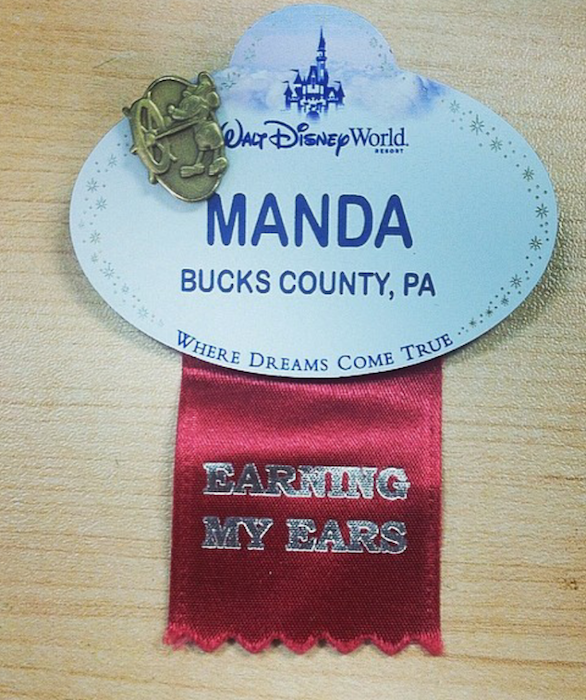 Walt Disney World.
RESORT
MANDA
BUCKS COUNTY, PA
WHERE DREAMS COME TRUE
EARNING
MY EARS